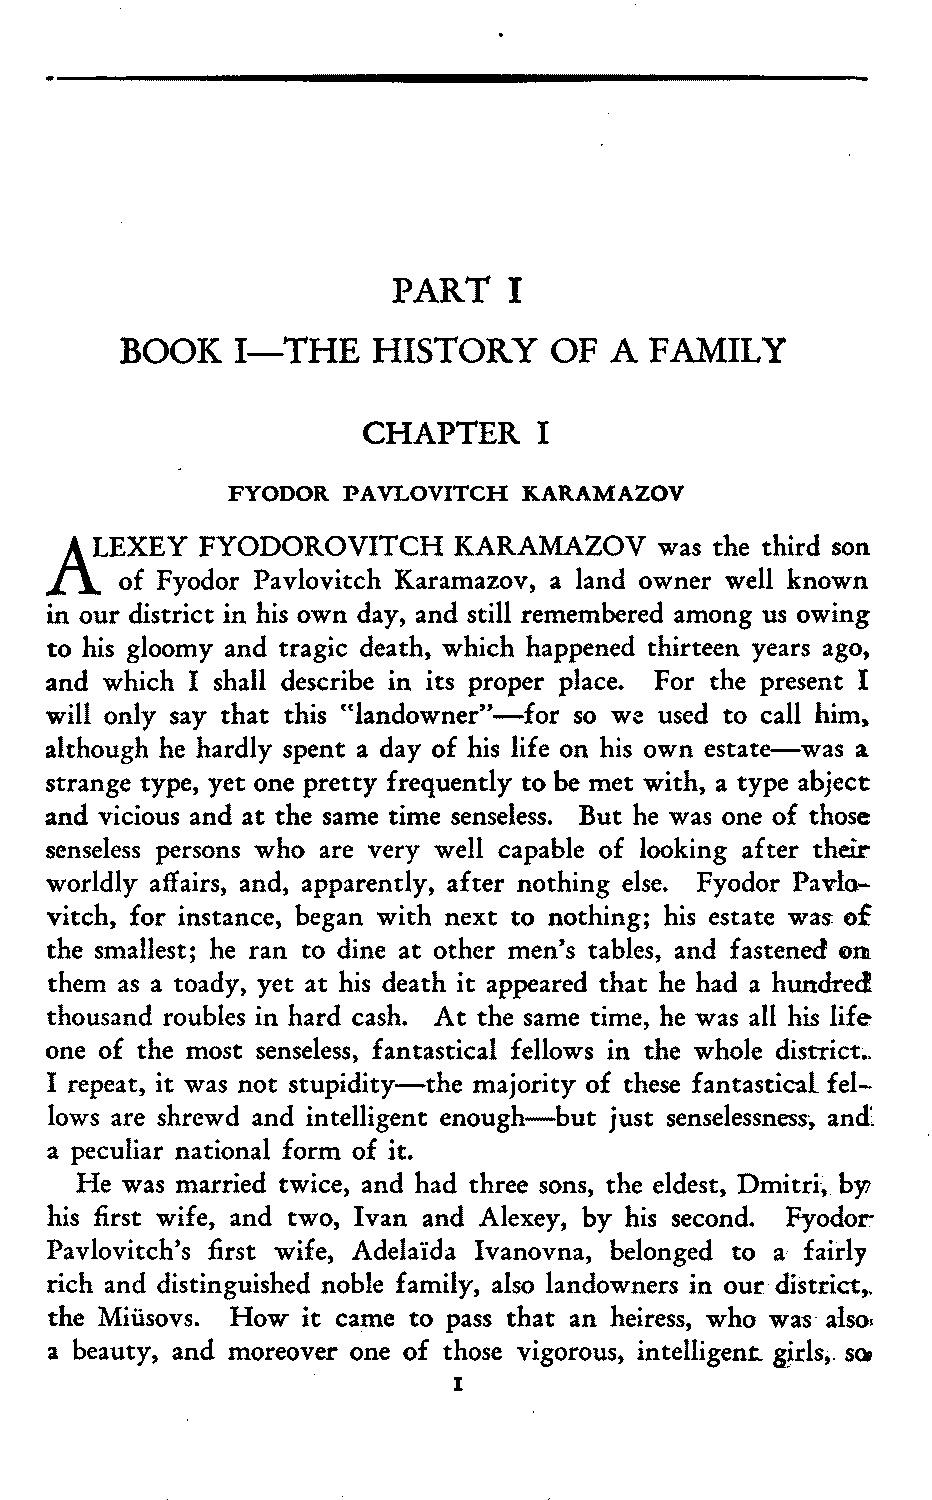 PART I
BOOK I—THE HISTORY OF A FAMILY
CHAPTER I
FYODOR PAVLOVITCH KARAMAZOV
ALEXEY FYODOROVITCH KARAMAZOV was the third son
of Fyodor Pavlovitch Karamazov, a land owner well known
in our district in his own day, and still remembered among us owing
to his gloomy and tragic death, which happened thirteen years ago,
and which I shall describe in its proper place. For the present I
will only say that this "landowner"—for so we used to call him,
although he hardly spent a day of his life on his own estate—was a
strange type, yet one pretty frequently to be met with, a type abject
and vicious and at the same time senseless. But he was one of those
senseless persons who are very well capable of looking after their
worldly affairs, and, apparently, after nothing else. Fyodor Pavlo-
vitch, for instance, began with next to nothing; his estate was of
the smallest; he ran to dine at other men's tables, and fastened on
them as a toady, yet at his death it appeared that he had a hundred
thousand roubles in hard cash. At the same time, he was all his life
one of the most senseless, fantastical fellows in the whole district.
I repeat, it was not stupidity—the majority of these fantastical fel-
lows are shrewd and intelligent enough—but just senselessness, and
a peculiar national form of it.
He was married twice, and had three sons, the eldest, Dmitri, by
his first wife, and two, Ivan and Alexey, by his second. Fyodor
Pavlovitch's first wife, Adelaïda Ivanovna, belonged to a fairly
rich and distinguished noble family, also landowners in our district,
the Miüsovs. How it came to pass that an heiress, who was also
a beauty, and moreover one of those vigorous, intelligent girls, so
I